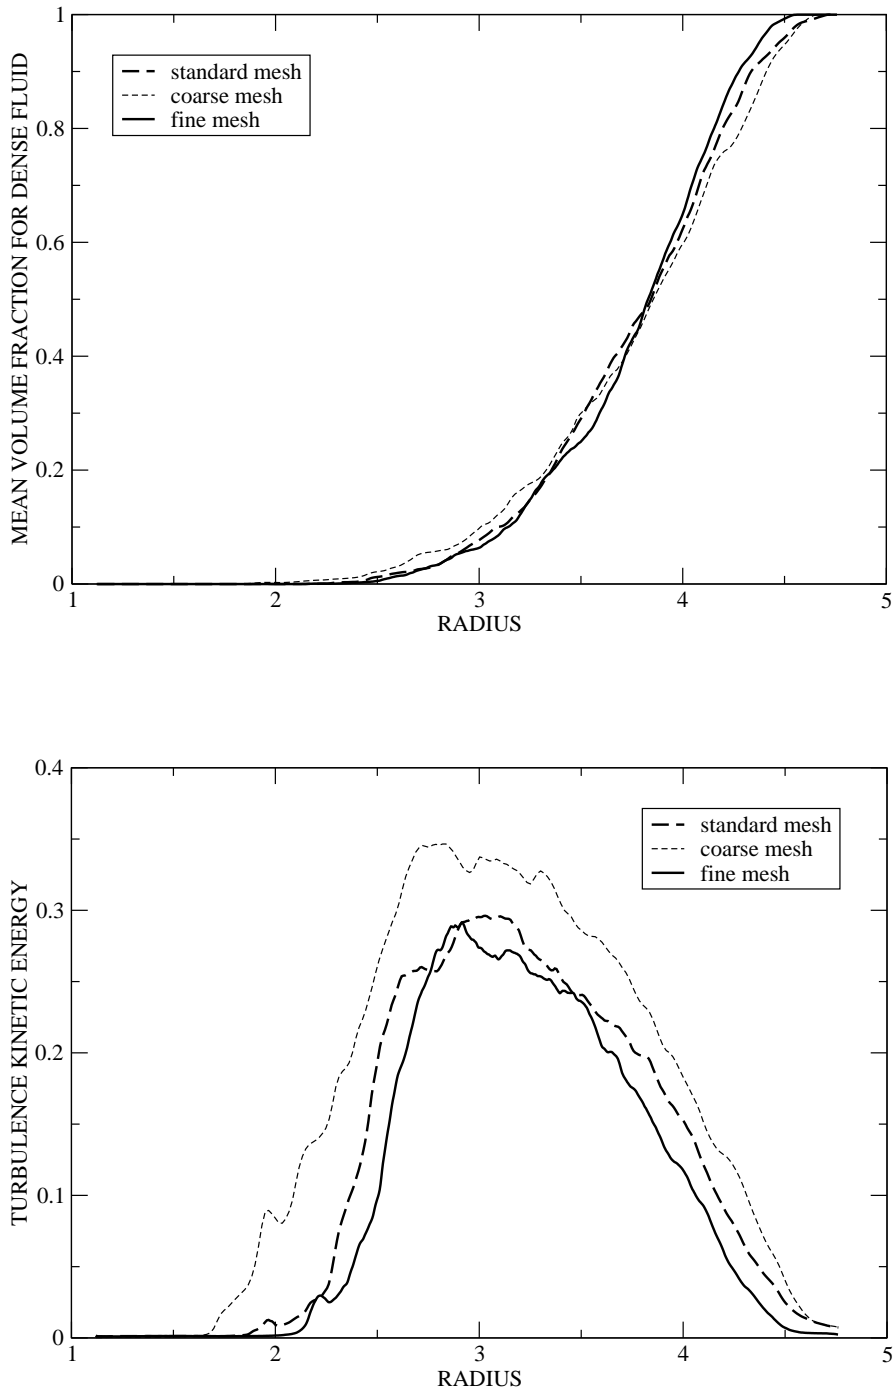 1
0.8
0.6
0.4
0.2
0
MEAN VOLUME FRACTION FOR DENSE FLUID
standard mesh
coarse mesh
fine mesh
1 2 3 4 5
RADIUS
0.4
0.3
0.2
0.1
0
TURBULENCE KINETIC ENERGY
standard mesh
coarse mesh
fine mesh
1 2 3 4 5
RADIUS